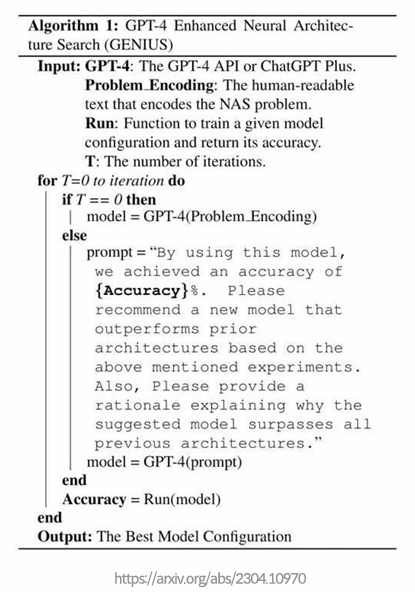 Algorithm 1: GPT-4 Enhanced Neural Architec-
ture Search (GENIUS)
Input: GPT-4: The GPT-4 API or ChatGPT Plus.
Problem_Encoding: The human-readable
text that encodes the NAS problem.
Run: Function to train a given model
configuration and return its accuracy.
T: The number of iterations.
for T=0 to iteration do
if T == 0 then
model = GPT-4(Problem_Encoding)
else
prompt = “By using this model,
we achieved an accuracy of
{Accuracy}%. Please
recommend a new model that
outperforms prior
architectures based on the
above mentioned experiments.
Also, Please provide a
rationale explaining why the
suggested model surpasses all
previous architectures.”
model = GPT-4(prompt)
end
Accuracy = Run(model)
end
Output: The Best Model Configuration
https://arxiv.org/abs/2304.10970